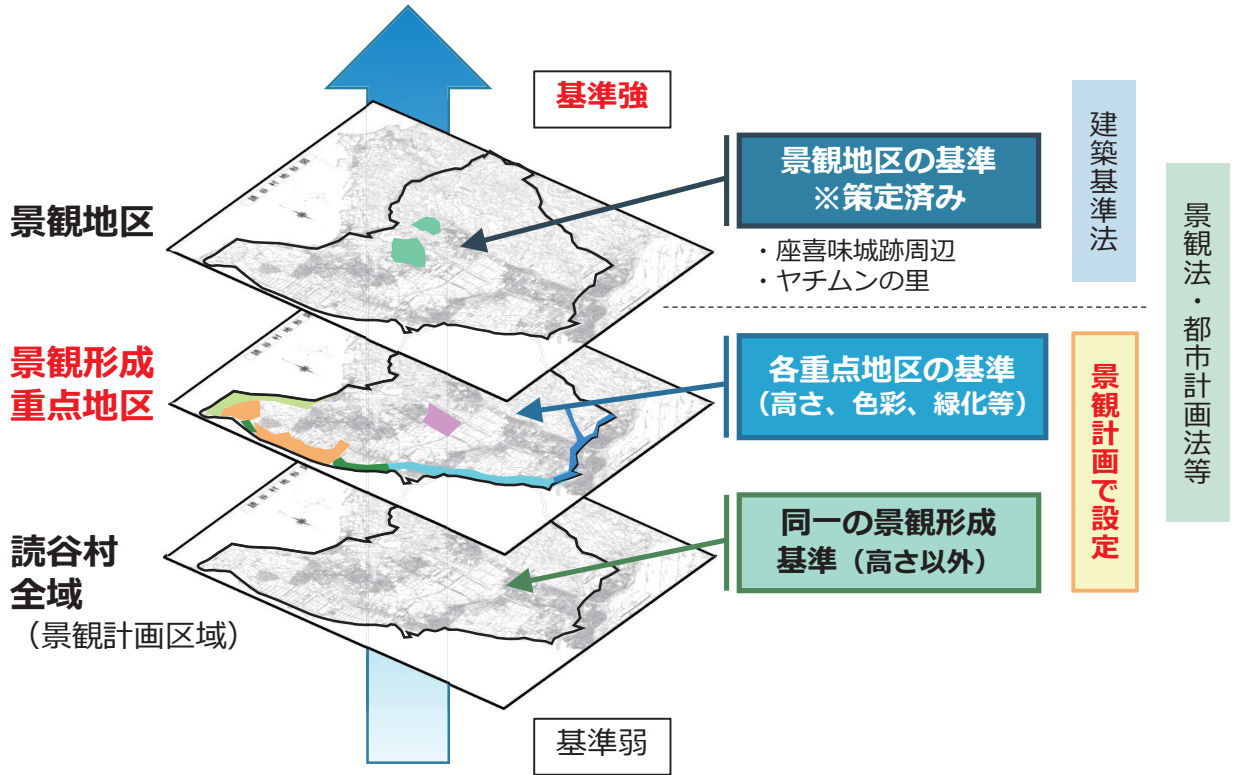 基準強
景観地区
景観地区の基準
※策定済み
・座喜味城跡周辺
・ヤチムンの里
建築基準法
景観法・都市計画法等
景観形成
重点地区
各重点地区の基準
（高さ、色彩、緑化等）
景観計画で設定
読谷村
全域
（景観計画区域）
同一の景観形成
基準（高さ以外）
基準弱